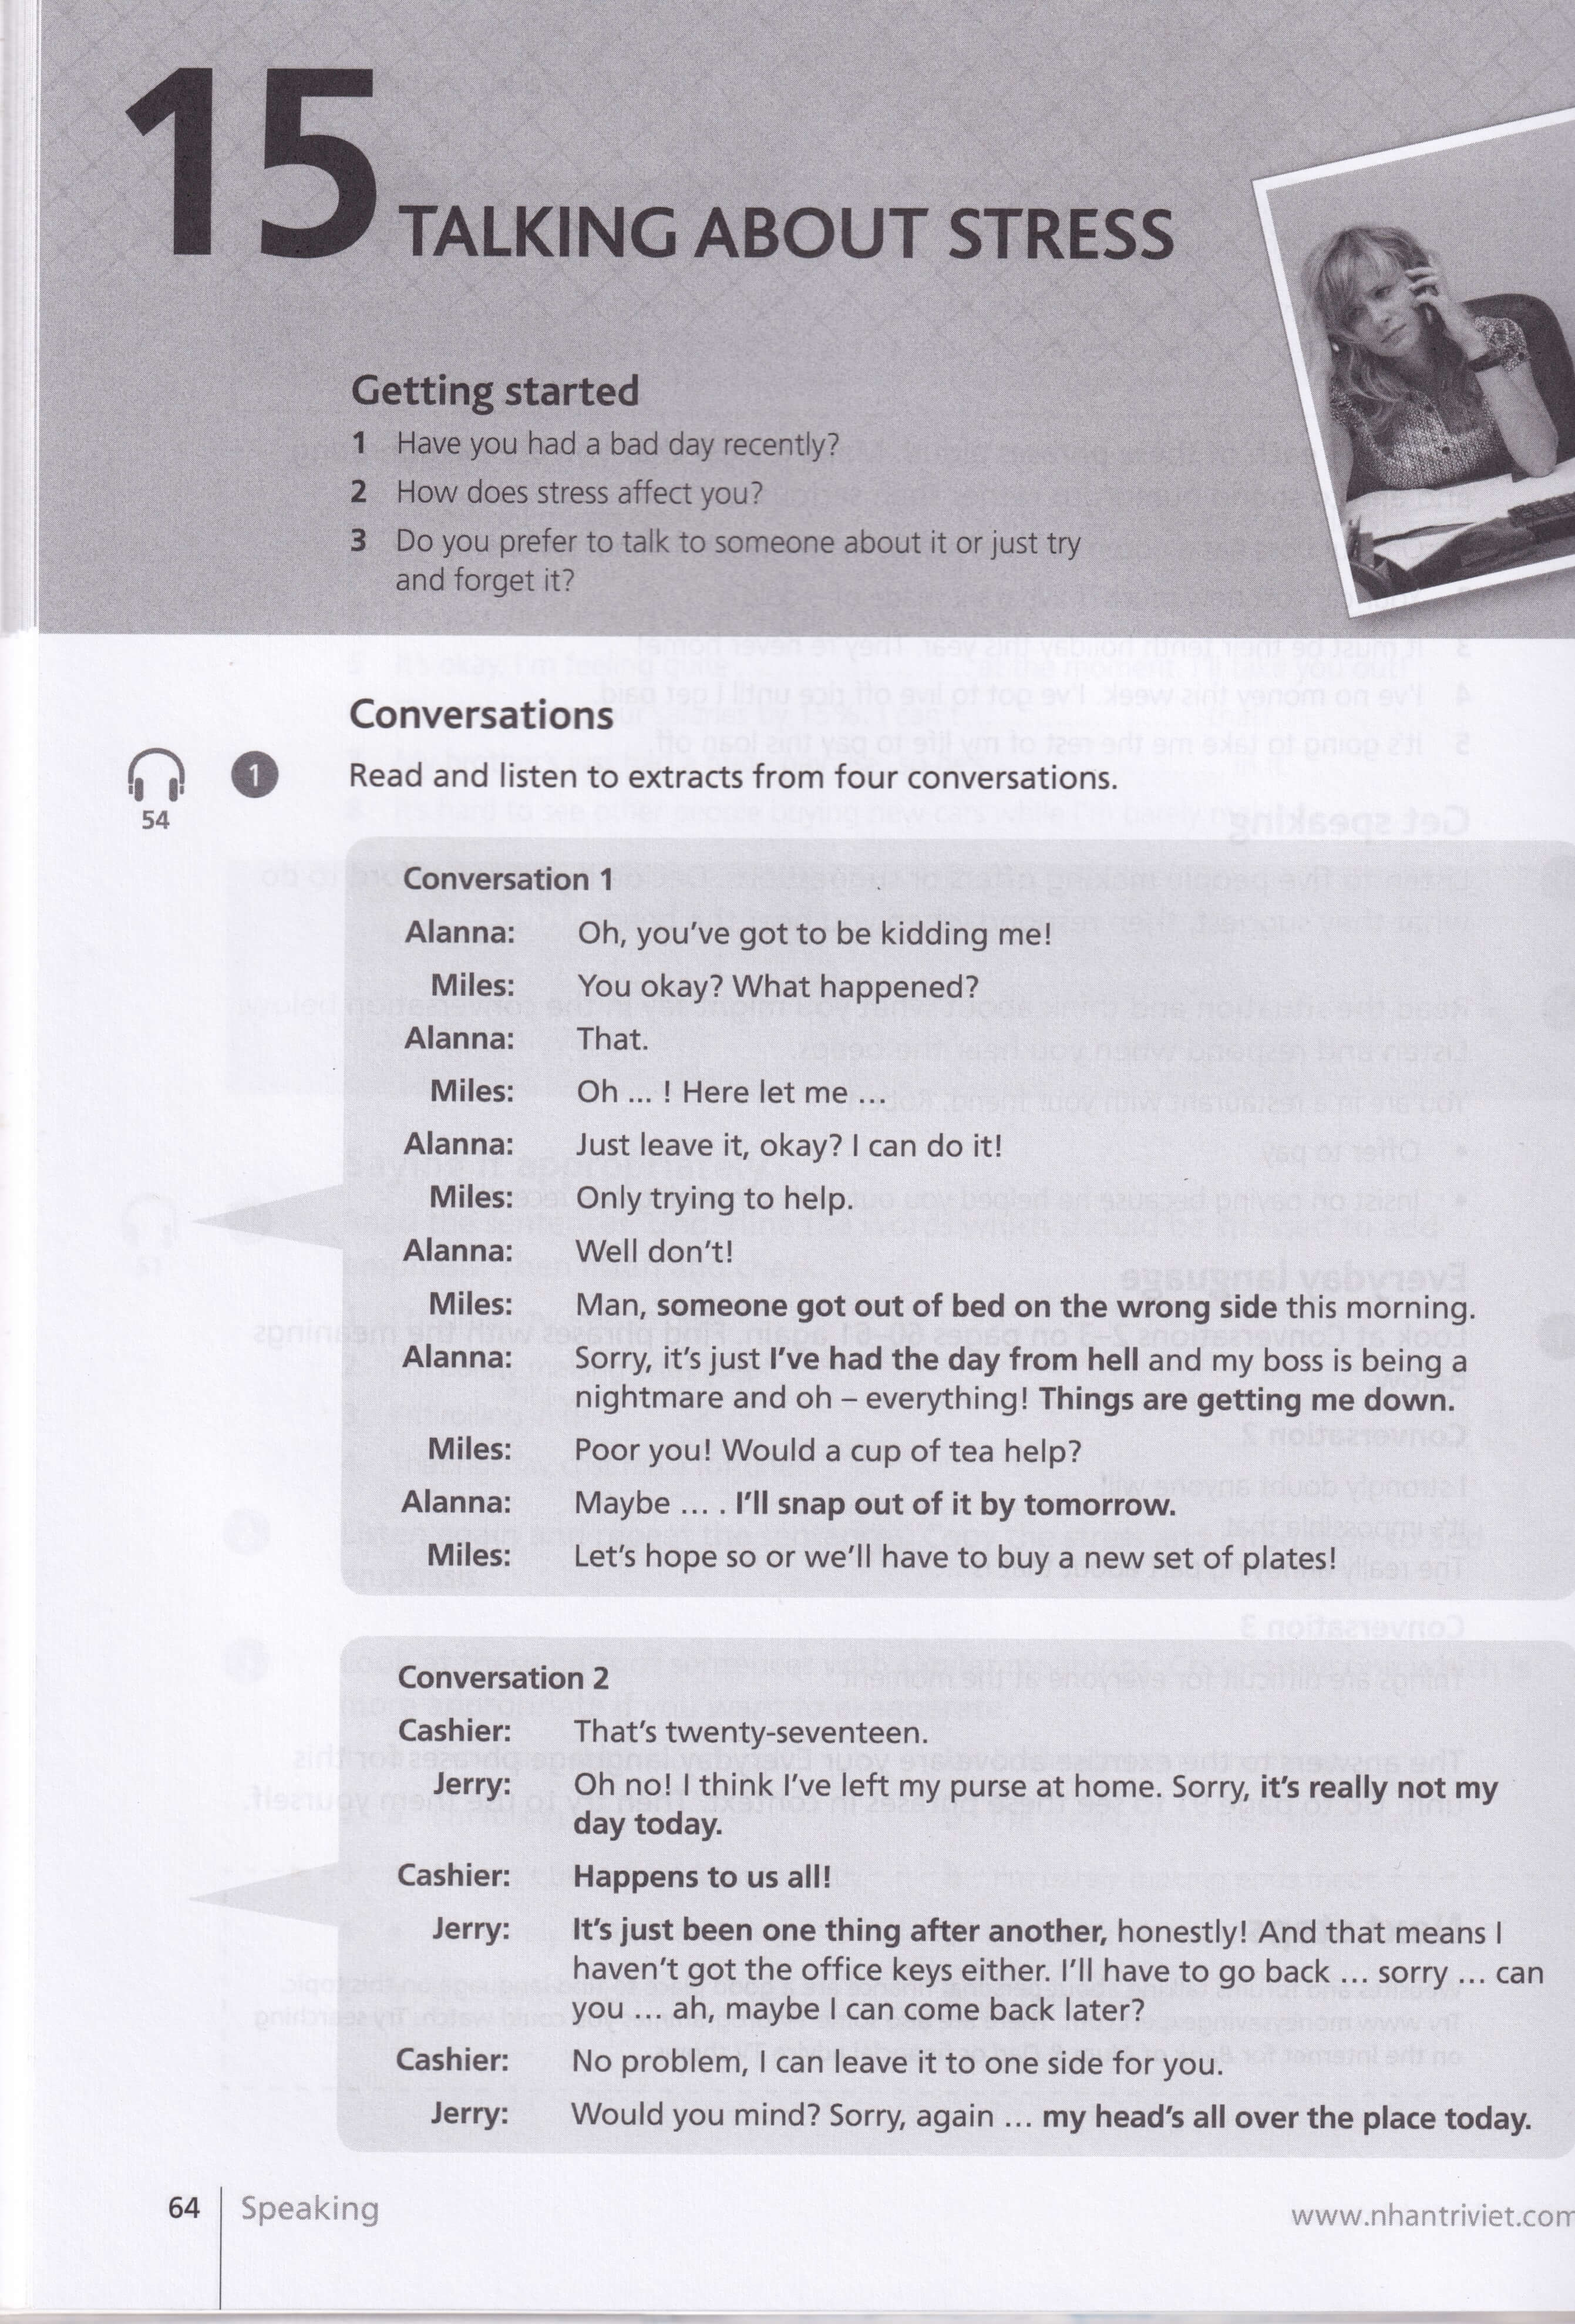 15 TALKING ABOUT STRESS
Getting started
1 Have you had a bad day recently?
2 How does stress affect you?
3 Do you prefer to talk to someone about it or just try
and forget it?
Conversations
54
1 Read and listen to extracts from four conversations.
Conversation 1
Alanna: Oh, you've got to be kidding me!
Miles: You okay? What happened?
Alanna: That.
Miles: Oh ... ! Here let me ...
Alanna: Just leave it, okay? I can do it!
Miles: Only trying to help.
Alanna: Well don't!
Miles: Man, someone got out of bed on the wrong side this morning.
Alanna: Sorry, it's just I've had the day from hell and my boss is being a
nightmare and oh – everything! Things are getting me down.
Miles: Poor you! Would a cup of tea help?
Alanna: Maybe ... . I'll snap out of it by tomorrow.
Miles: Let's hope so or we'll have to buy a new set of plates!
Conversation 2
Cashier: That's twenty-seventeen.
Jerry: Oh no! I think I've left my purse at home. Sorry, it's really not my
day today.
Cashier: Happens to us all!
Jerry: It's just been one thing after another, honestly! And that means I
haven't got the office keys either. I'll have to go back ... sorry ... can
you ... ah, maybe I can come back later?
Cashier: No problem, I can leave it to one side for you.
Jerry: Would you mind? Sorry, again ... my head's all over the place today.
64 Speaking
www.nhantriviet.com